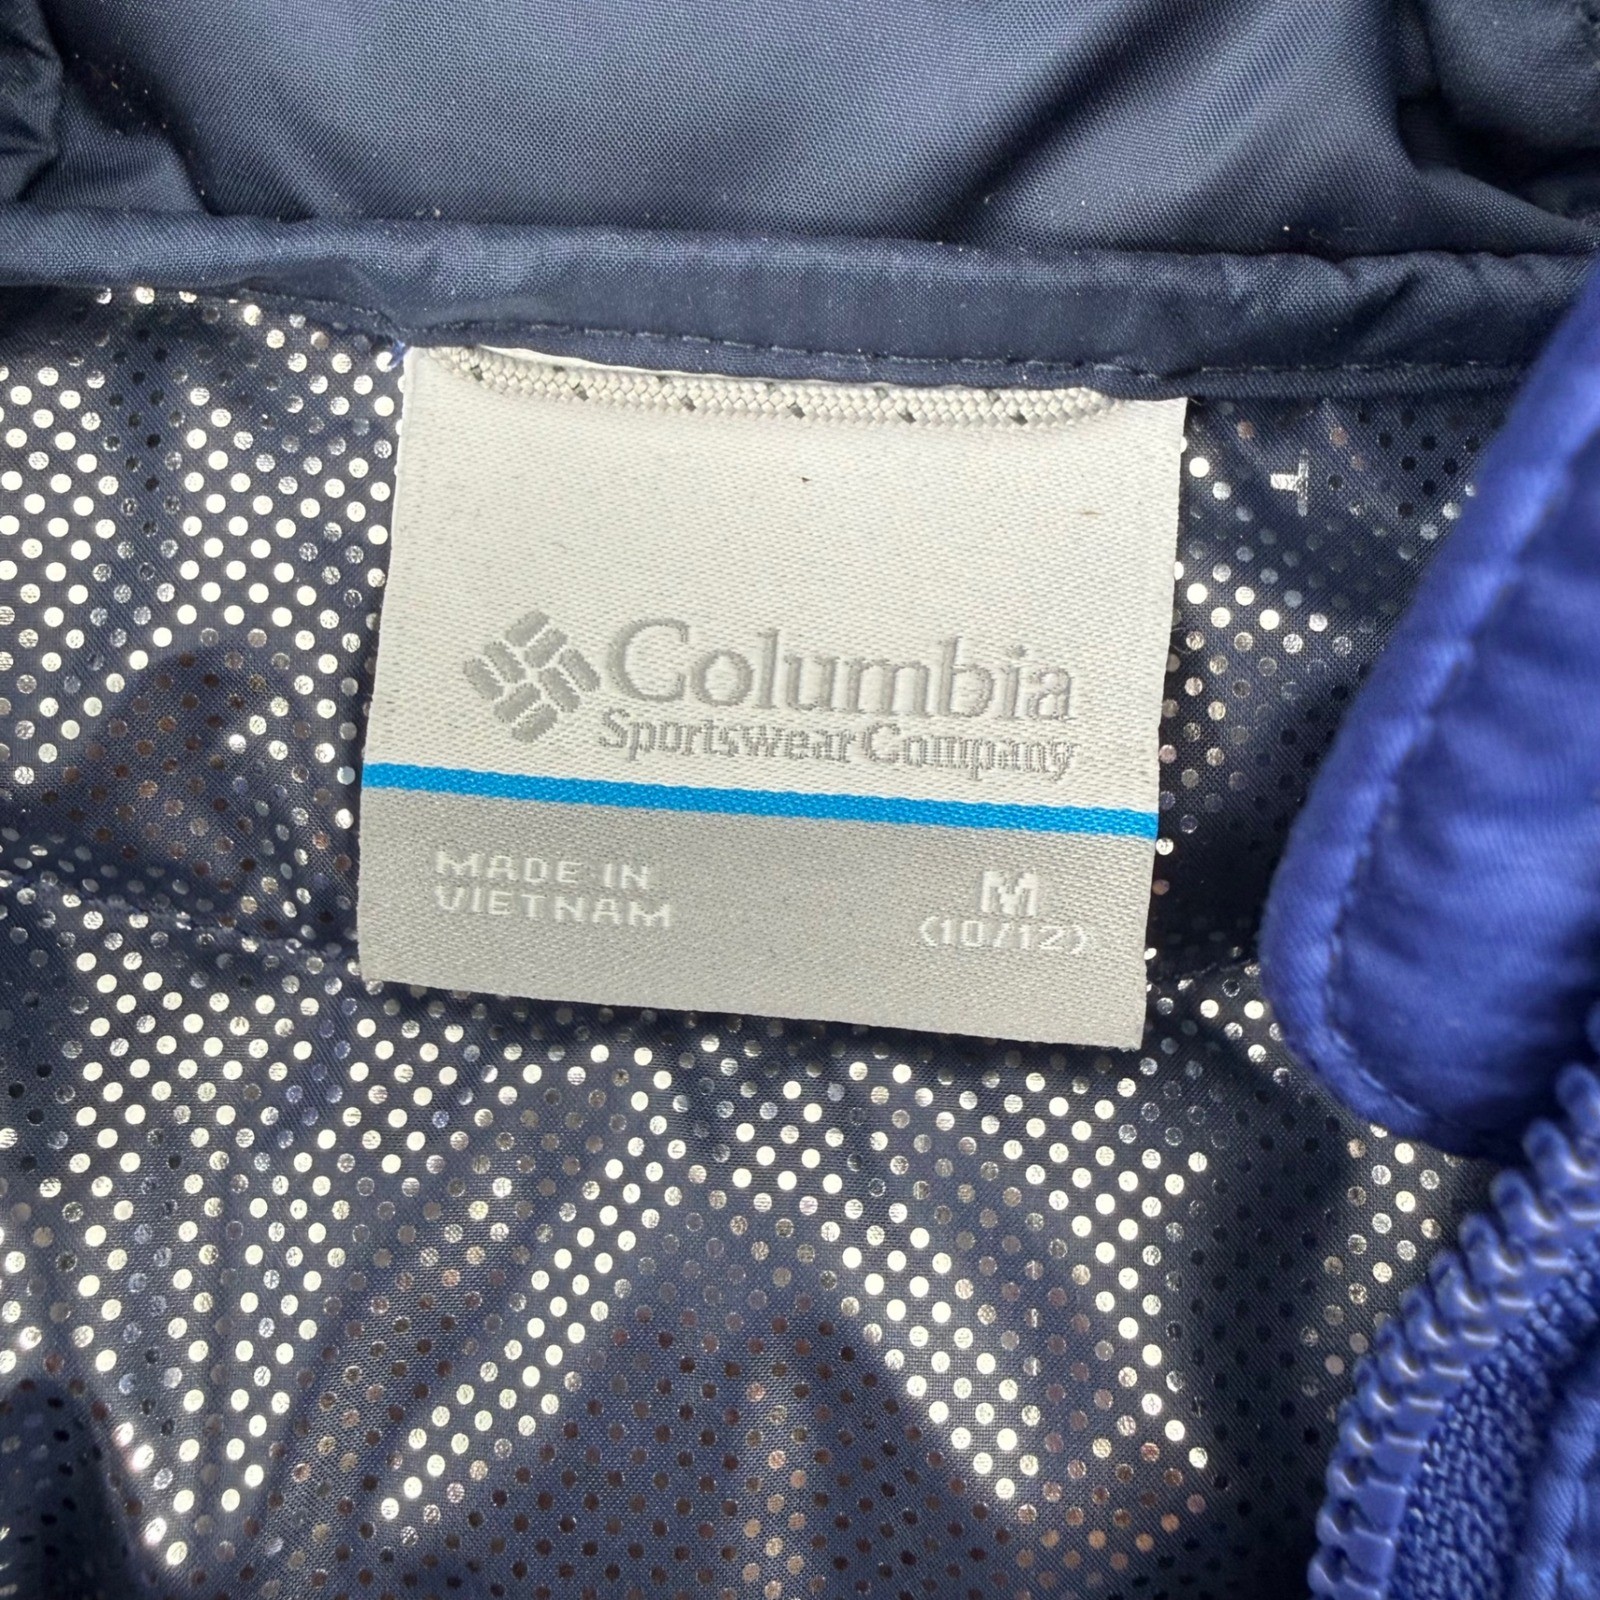 Columbia
Sportswear Company
MADE IN
VIETNAM
M
(10/12)